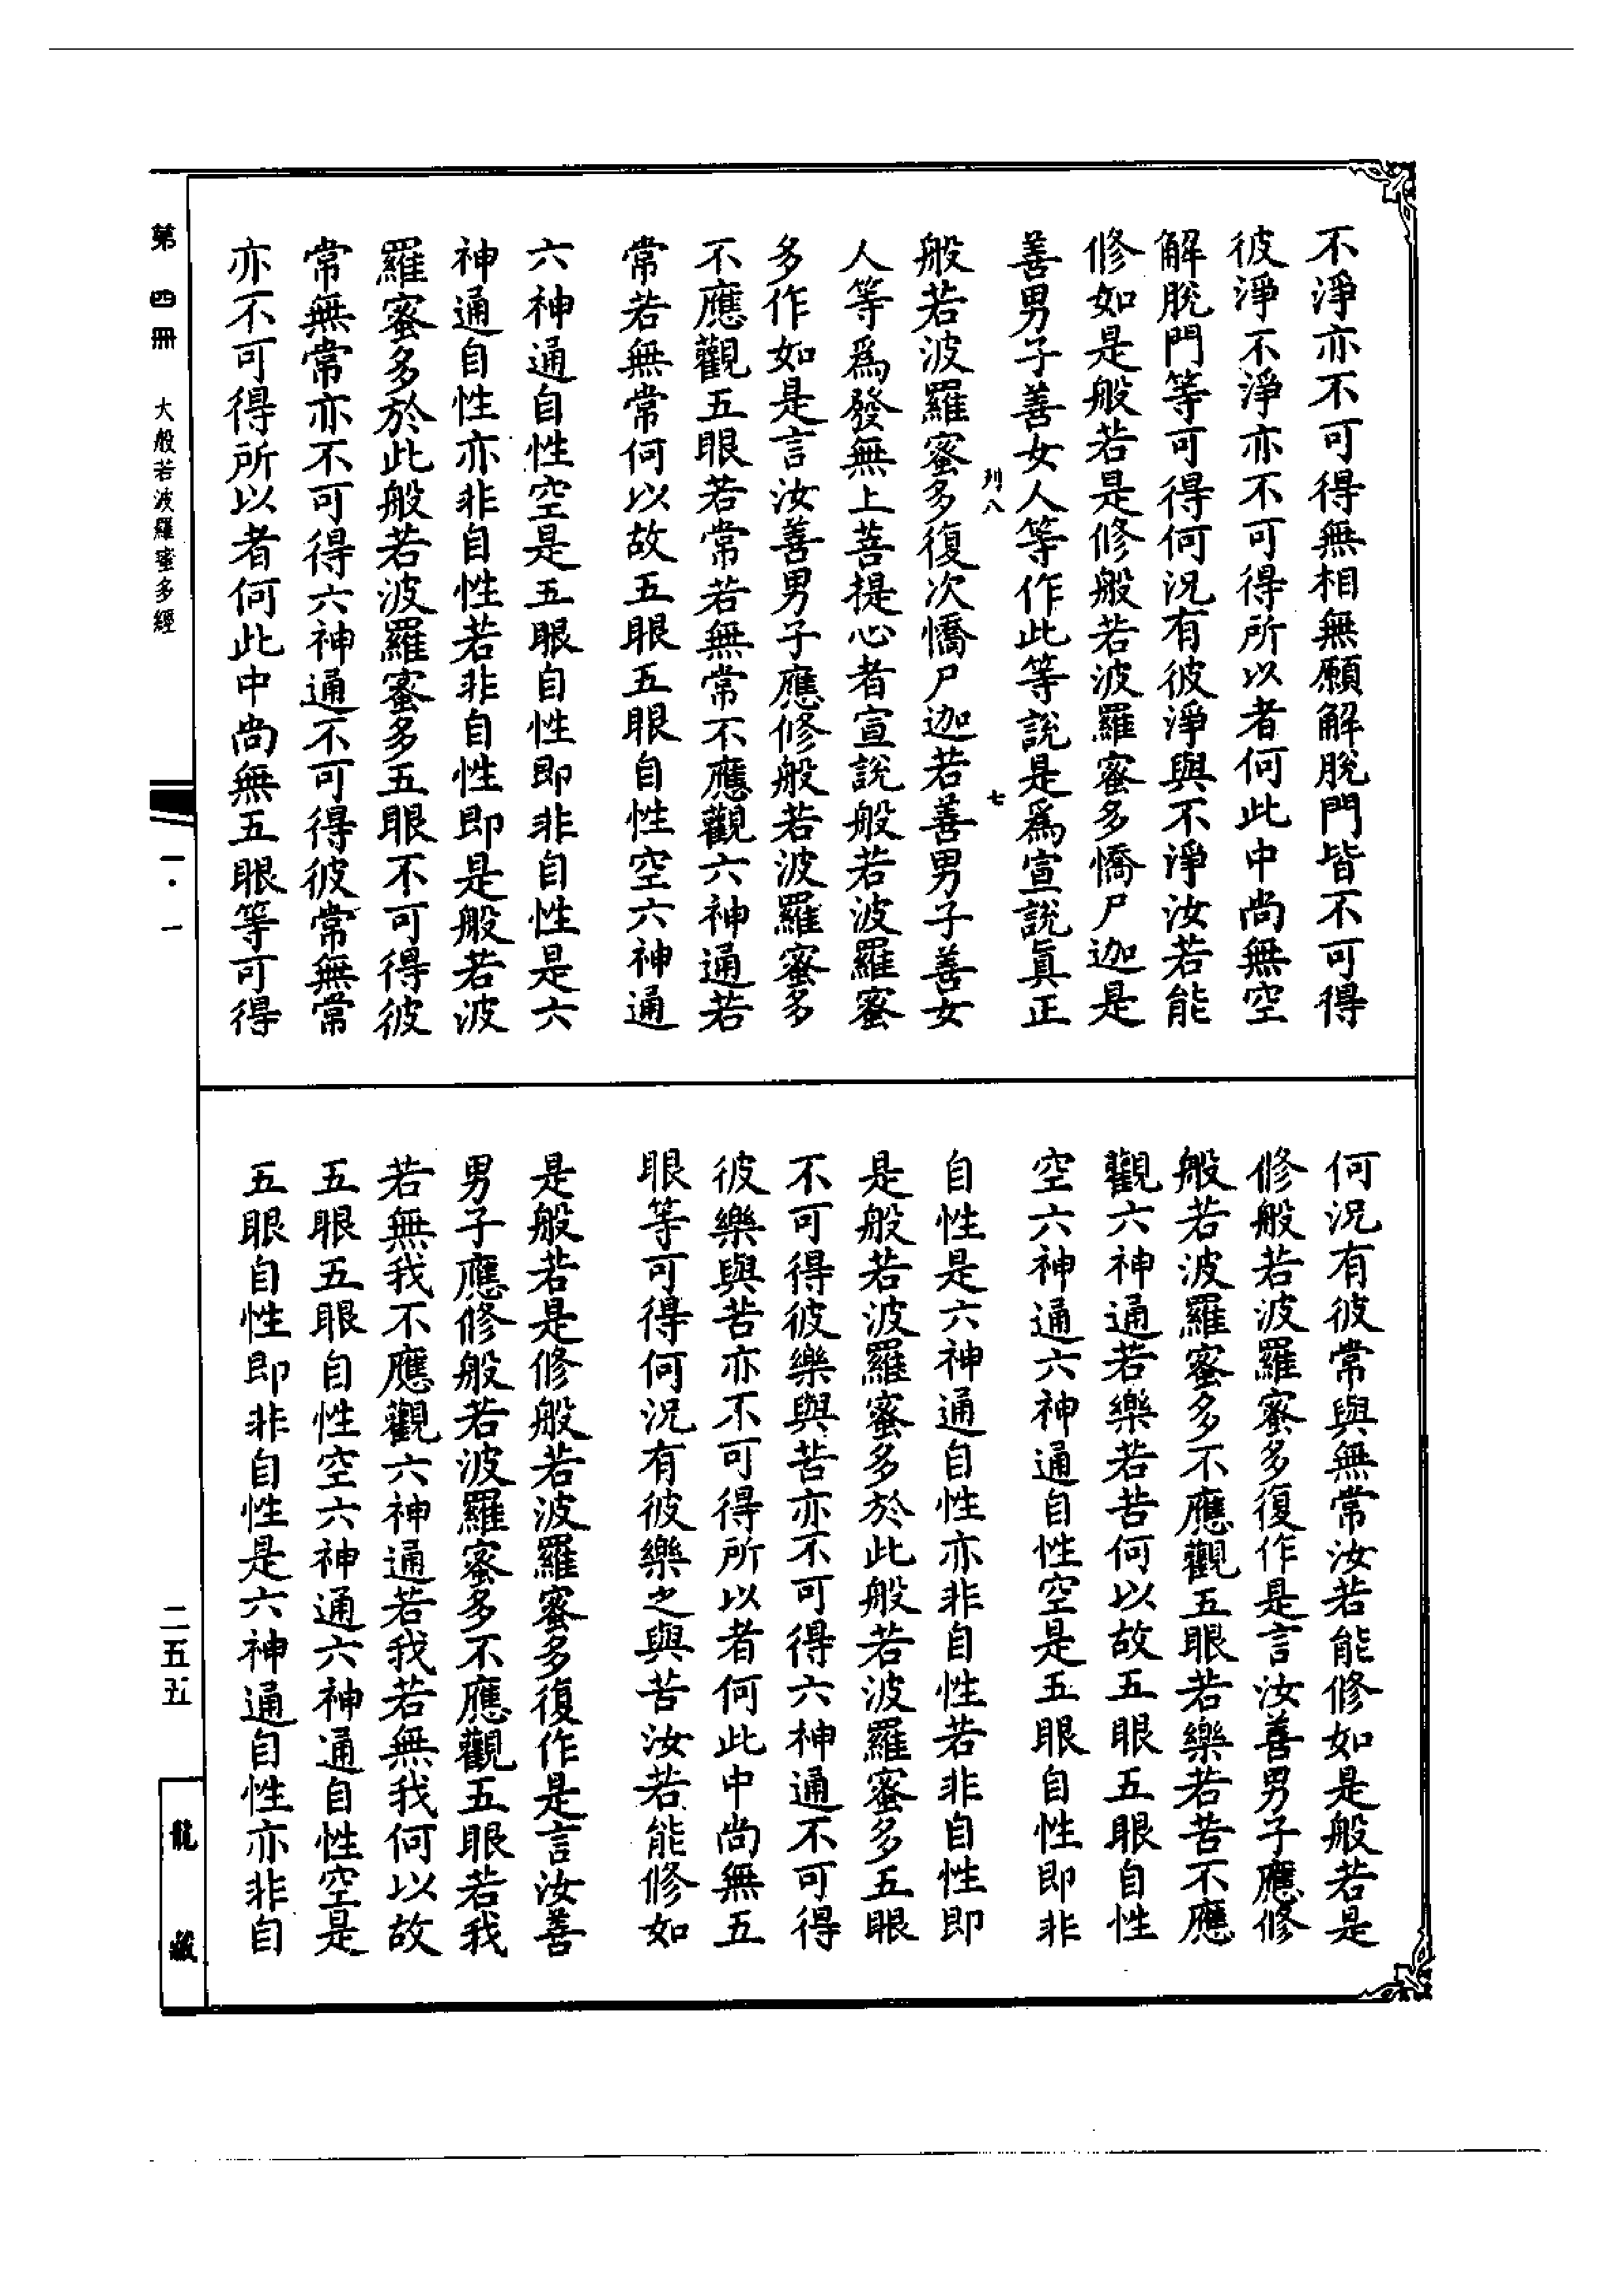 不淨亦不可得無相無願解脫門皆不可得
彼淨不淨亦不可得所以者何此中尚無空
解脫門等可得何況有彼淨與不淨汝若能
修如是般若是修般若波羅蜜多憍尸迦是
善男子善女人等作此等說是為宣說眞正
列八
七
般若波羅蜜多復次憍尸迦若善男子善女
人等為發無上菩提心者宣說般若波羅蜜
多作如是言汝善男子應修般若波羅蜜多
不應觀五眼若常若無常不應觀六神通若
常若無常何以故五眼五眼自性空六神通
六神通自性空是五眼自性即非自性是六
神通自性亦非自性若非自性即是般若波
羅蜜多於此般若波羅蜜多五眼不可得彼
常無常亦不可得六神通不可得彼常無常
亦不可得所以者何此中尚無五眼等可得
何況有彼常與無常汝若能修如是般若是
修般若波羅蜜多復作是言汝善男子應修
般若波羅蜜多不應觀五眼若樂若苦不應
觀六神通若樂若苦何以故五眼五眼自性
空六神通六神通自性空是五眼自性即非
自性是六神通自性亦非自性若非自性即
是般若波羅蜜多於此般若波羅蜜多五眼
不可得彼樂與苦亦不可得六神通不可得
彼樂與苦亦不可得所以者何此中尚無五
眼等可得何況有彼樂之與苦汝若能修如
是般若是修般若波羅蜜多復作是言汝善
男子應修般若波羅蜜多不應觀五眼若我
若無我不應觀六神通若我若無我何以故
五眼五眼自性空六神通六神通自性空是
五眼自性即非自性是六神通自性亦非自
第四冊 大般若波羅蜜多經
一·一
二五五
龍藏